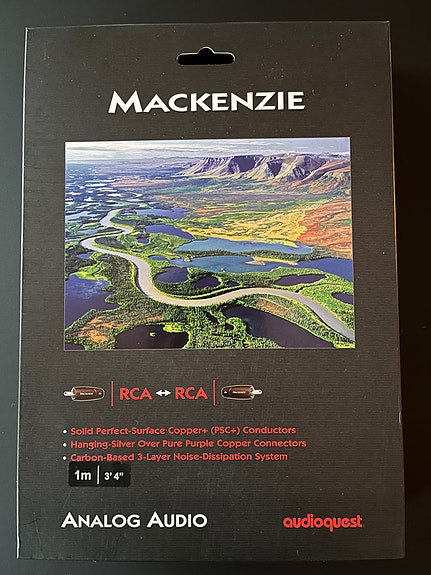 MACKENZIE
RCA ↔ RCA
• Solid Perfect-Surface Copper+ (PSC+) Conductors
• Hanging-Silver Over Pure Purple Copper Connectors
• Carbon-Based 3-Layer Noise-Dissipation System
1m | 3' 4"
ANALOG AUDIO
audioquest